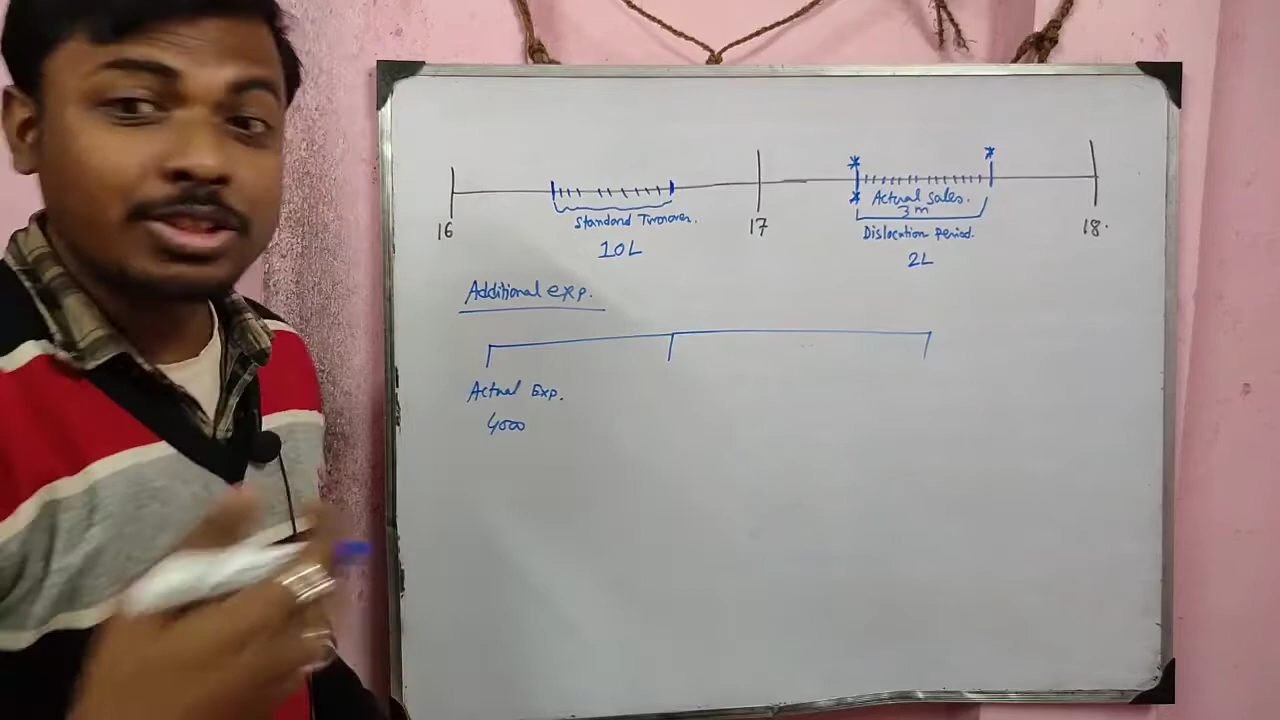 Actual sales.
3 m
Standard Turnover.
16
17
Dislocation Period.
18.
10L
2L
Additional exp.
Actual Exp.
4000